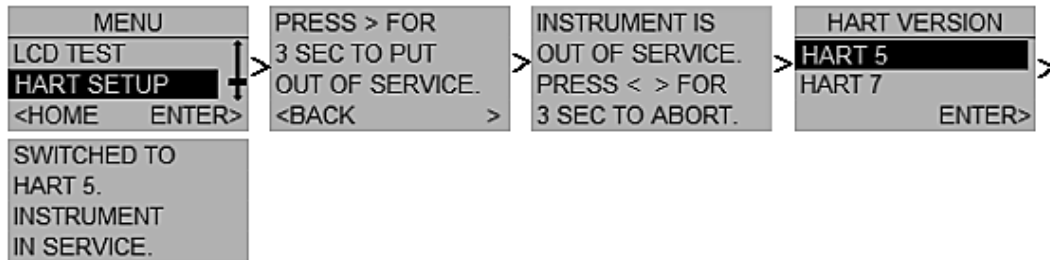 MENU
LCD TEST
HART SETUP
<HOME ENTER>
>
PRESS > FOR
3 SEC TO PUT
OUT OF SERVICE.
<BACK >
>
INSTRUMENT IS
OUT OF SERVICE.
PRESS < > FOR
3 SEC TO ABORT.
>
HART VERSION
HART 5
HART 7
ENTER>
>
SWITCHED TO
HART 5.
INSTRUMENT
IN SERVICE.